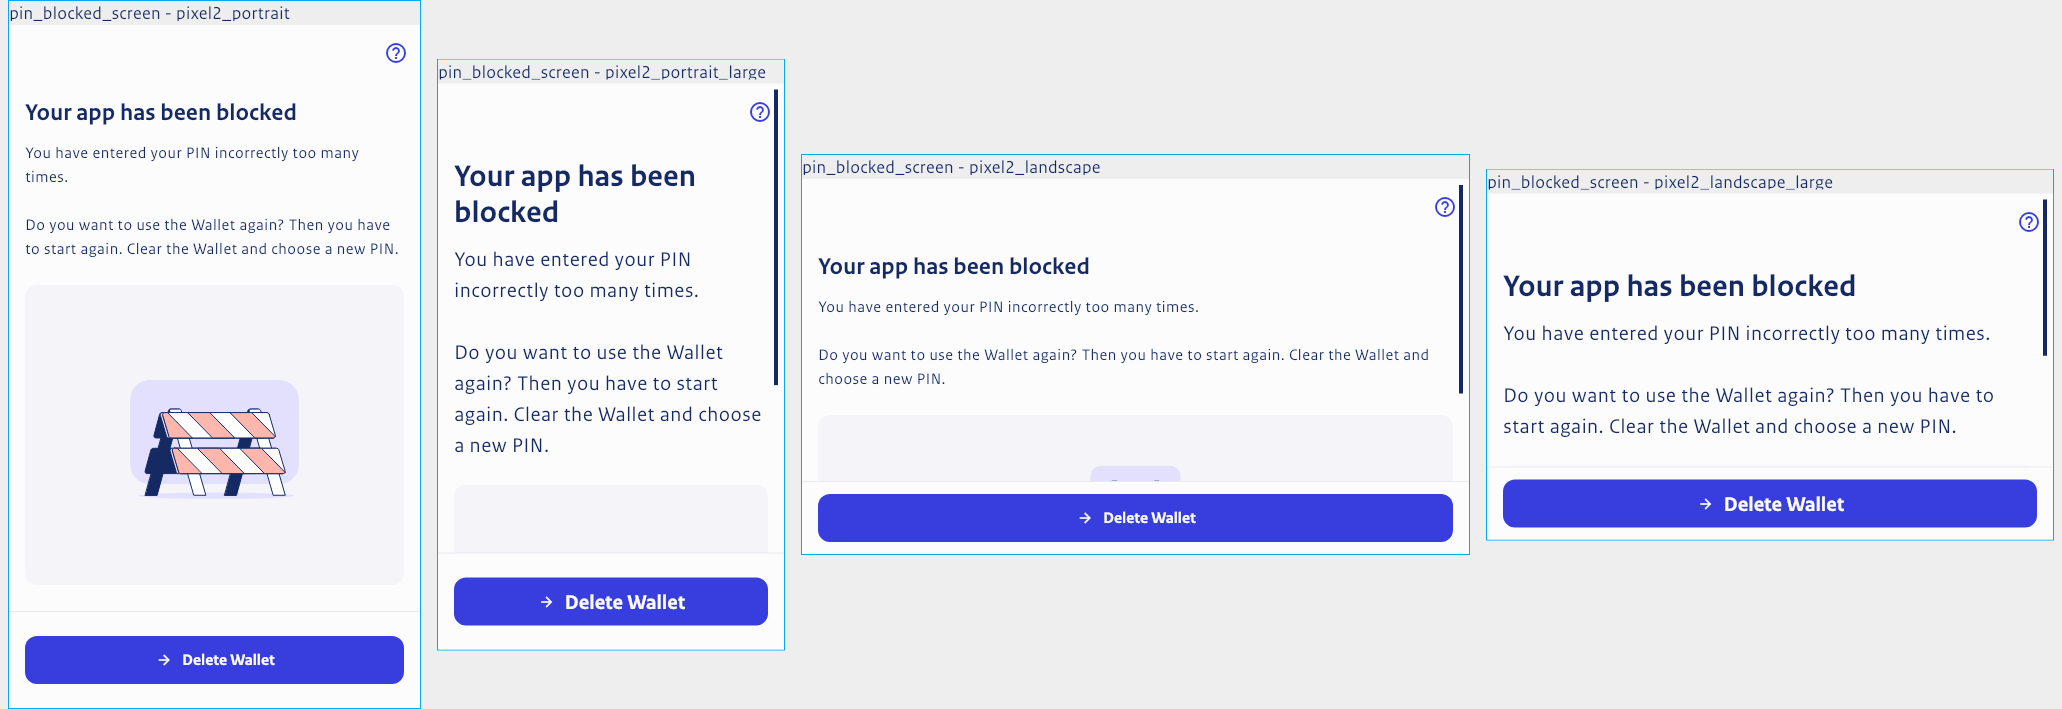 pin_blocked_screen - pixel2_portrait
Your app has been blocked
You have entered your PIN incorrectly too many
times.
Do you want to use the Wallet again? Then you have
to start again. Clear the Wallet and choose a new PIN.
→ Delete Wallet
pin_blocked_screen - pixel2_portrait_large
Your app has been
blocked
You have entered your PIN
incorrectly too many times.
Do you want to use the Wallet
again? Then you have to start
again. Clear the Wallet and choose
a new PIN.
→ Delete Wallet
pin_blocked_screen - pixel2_landscape
Your app has been blocked
You have entered your PIN incorrectly too many times.
Do you want to use the Wallet again? Then you have to start again. Clear the Wallet and
choose a new PIN.
→ Delete Wallet
pin_blocked_screen - pixel2_landscape_large
Your app has been blocked
You have entered your PIN incorrectly too many times.
Do you want to use the Wallet again? Then you have to
start again. Clear the Wallet and choose a new PIN.
→ Delete Wallet